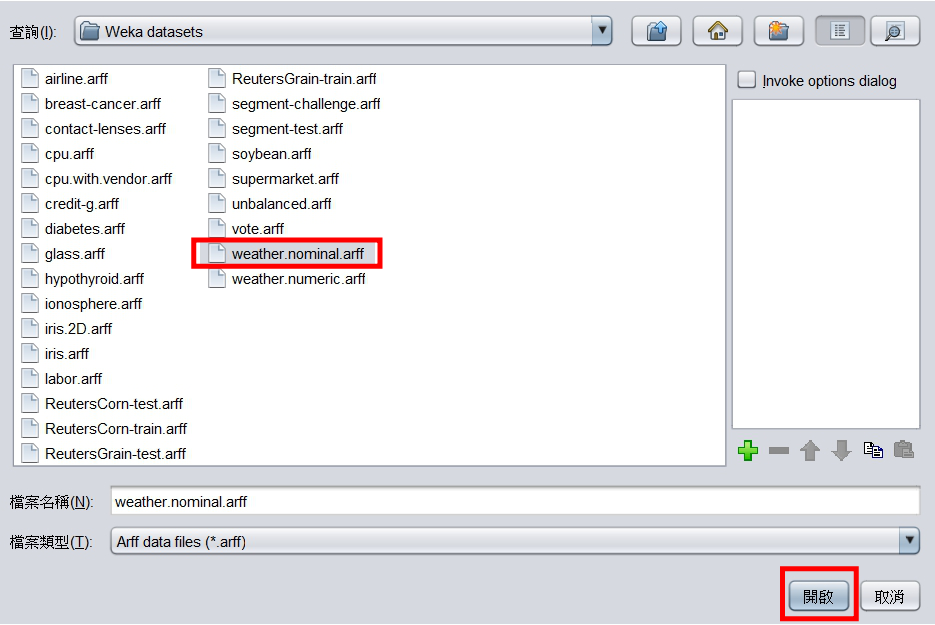 查詢(I):
Weka datasets
Invoke options dialog
airline.arff
breast-cancer.arff
contact-lenses.arff
cpu.arff
cpu.with.vendor.arff
credit-g.arff
diabetes.arff
glass.arff
hypothyroid.arff
ionosphere.arff
iris.2D.arff
iris.arff
labor.arff
ReutersCorn-test.arff
ReutersCorn-train.arff
ReutersGrain-test.arff
ReutersGrain-train.arff
segment-challenge.arff
segment-test.arff
soybean.arff
supermarket.arff
unbalanced.arff
vote.arff
weather.nominal.arff
weather.numeric.arff
檔案名稱(N):
weather.nominal.arff
檔案類型(T):
Arff data files (*.arff)
開啟
取消